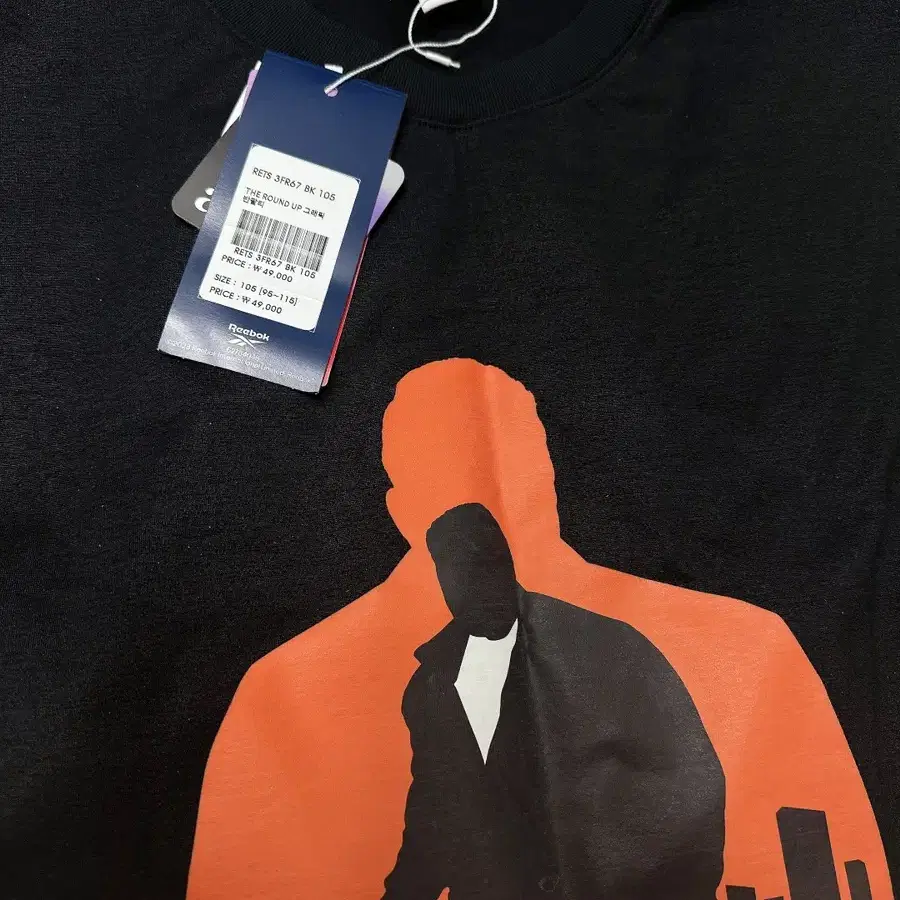 RETS 3FR67 BK 105
THE ROUND UP 그래픽
반팔티
RETS 3FR67 BK 105
PRICE : ₩ 49,000
SIZE : 105 [95~115]
PRICE : ₩ 49,000
Reebok